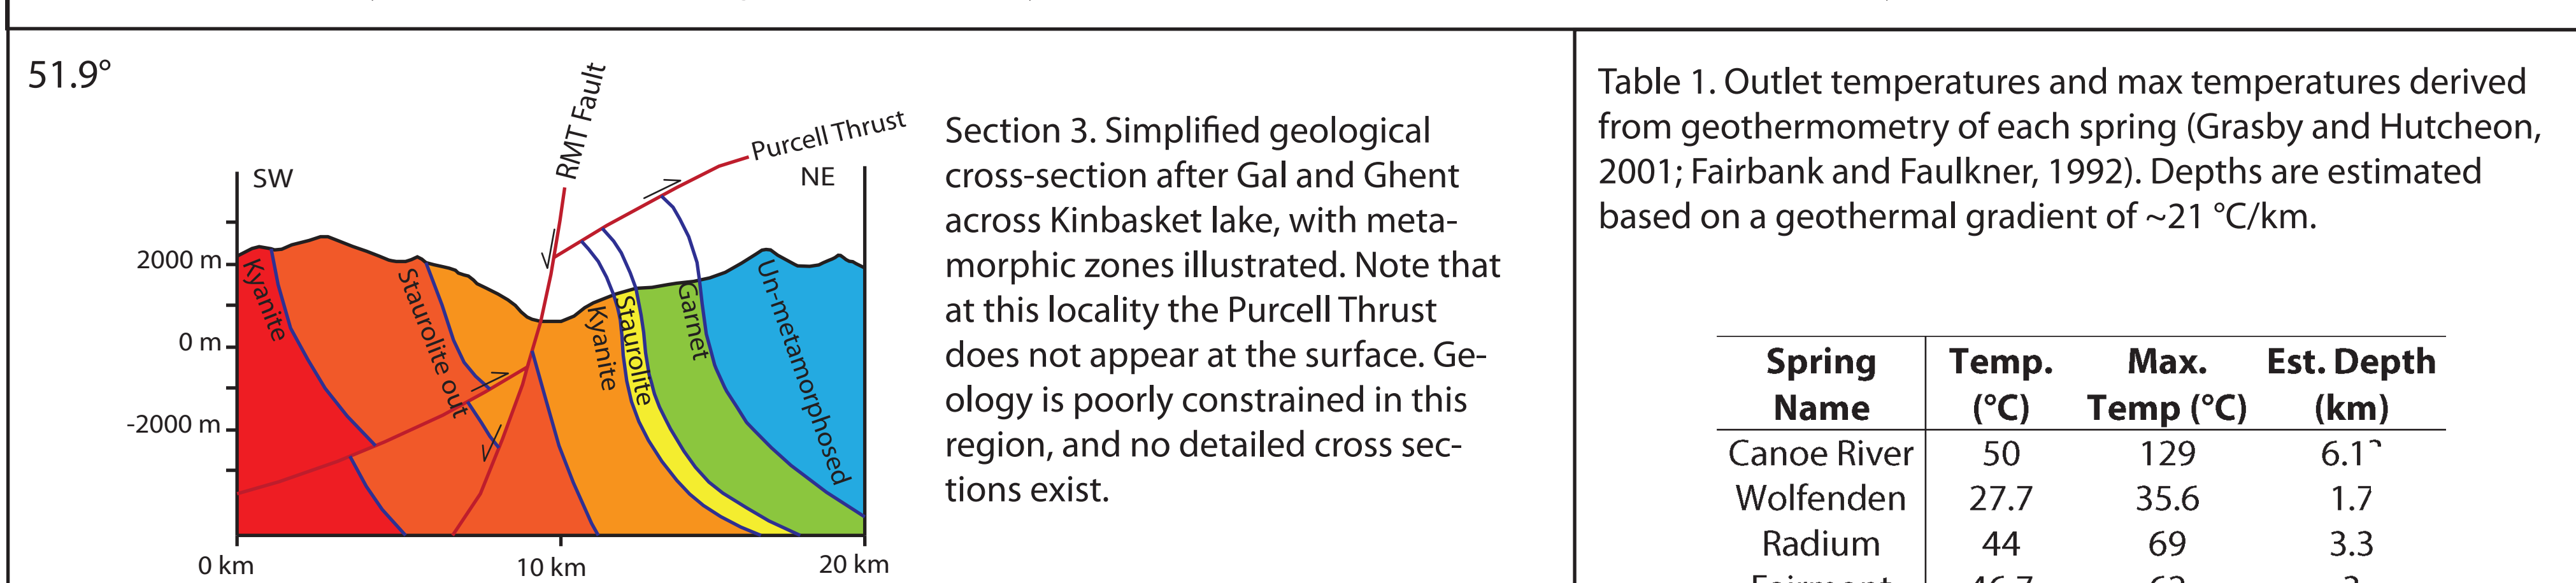 51.9°
RMT Fault
Purcell Thrust
SW
NE
2000 m
0 m
-2000 m
Kyanite
Staurolite out
Kyanite
Staurolite
Garnet
Un-metamorphosed
0 km
10 km
20 km
Section 3. Simplified geological
cross-section after Gal and Ghent
across Kinbasket lake, with meta-
morphic zones illustrated. Note that
at this locality the Purcell Thrust
does not appear at the surface. Ge-
ology is poorly constrained in this
region, and no detailed cross sec-
tions exist.
Table 1. Outlet temperatures and max temperatures derived
from geothermometry of each spring (Grasby and Hutcheon,
2001; Fairbank and Faulkner, 1992). Depths are estimated
based on a geothermal gradient of ~21 °C/km.
Spring Name Temp. (°C) Max. Temp (°C) Est. Depth (km)
Canoe River 50 129 6.1
Wolfenden 27.7 35.6 1.7
Radium 44 69 3.3